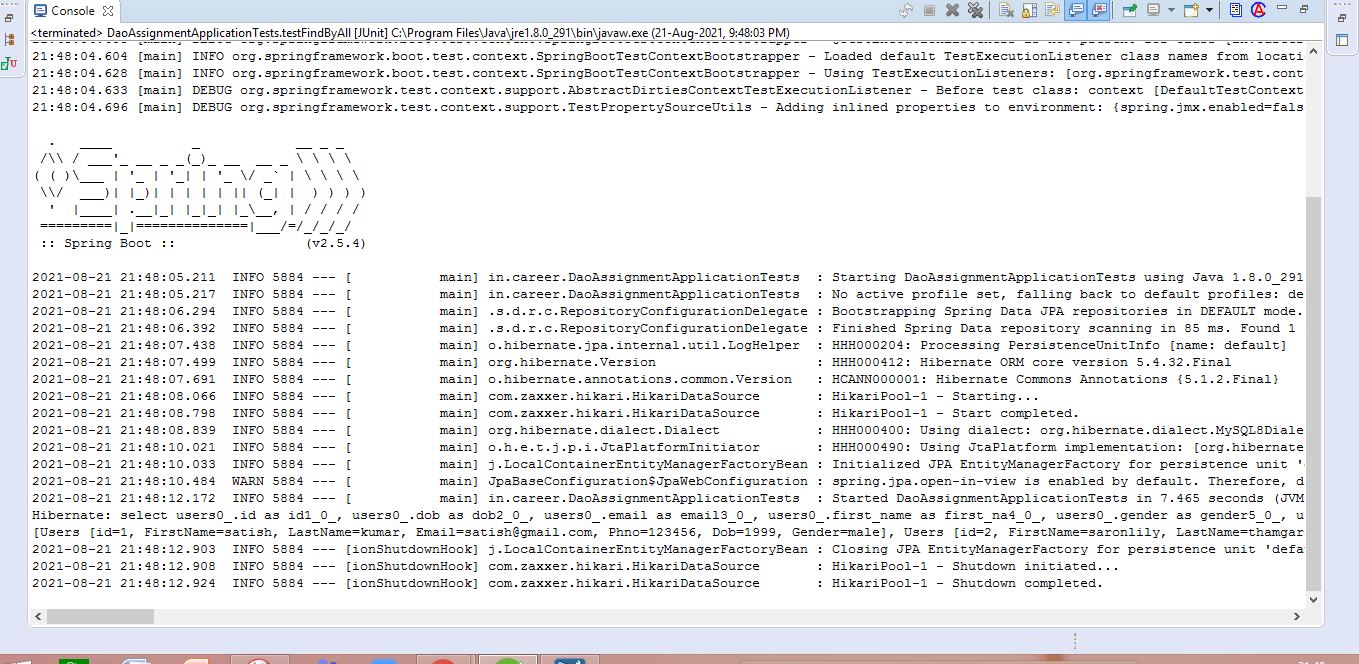 Console
<terminated> DaoAssignmentApplicationTests.testFindByAll [JUnit] C:\Program Files\Java\jre1.8.0_291\bin\javaw.exe (21-Aug-2021, 9:48:03 PM)
21:48:04.604 [main] INFO org.springframework.boot.test.context.SpringBootTestContextBootstrapper - Loaded default TestExecutionListener class names from locati
21:48:04.628 [main] INFO org.springframework.boot.test.context.SpringBootTestContextBootstrapper - Using TestExecutionListeners: [org.springframework.test.cont
21:48:04.633 [main] DEBUG org.springframework.test.context.support.AbstractDirtiesContextTestExecutionListener - Before test class: context [DefaultTestContext
21:48:04.696 [main] DEBUG org.springframework.test.context.support.TestPropertySourceUtils - Adding inlined properties to environment: {spring.jmx.enabled=fals
  .   ____          _            __ _ _
 /\\ / ___'_ __ _ _(_)_ __  __ _ \ \ \ \
( ( )\___ | '_ | '_| | '_ \/ _` | \ \ \ \
 \\/  ___)| |_)| | | | | || (_| |  ) ) ) )
  '  |____| .__|_| |_|_| |_\__, | / / / /
 =========|_|==============|___/=/_/_/_/
 :: Spring Boot ::                (v2.5.4)
2021-08-21 21:48:05.211  INFO 5884 --- [           main] in.career.DaoAssignmentApplicationTests  : Starting DaoAssignmentApplicationTests using Java 1.8.0_291
2021-08-21 21:48:05.217  INFO 5884 --- [           main] in.career.DaoAssignmentApplicationTests  : No active profile set, falling back to default profiles: de
2021-08-21 21:48:06.294  INFO 5884 --- [           main] .s.d.r.c.RepositoryConfigurationDelegate : Bootstrapping Spring Data JPA repositories in DEFAULT mode.
2021-08-21 21:48:06.392  INFO 5884 --- [           main] .s.d.r.c.RepositoryConfigurationDelegate : Finished Spring Data repository scanning in 85 ms. Found 1
2021-08-21 21:48:07.438  INFO 5884 --- [           main] o.hibernate.jpa.internal.util.LogHelper  : HHH000204: Processing PersistenceUnitInfo [name: default]
2021-08-21 21:48:07.499  INFO 5884 --- [           main] org.hibernate.Version                    : HHH000412: Hibernate ORM core version 5.4.32.Final
2021-08-21 21:48:07.691  INFO 5884 --- [           main] o.hibernate.annotations.common.Version   : HCANN000001: Hibernate Commons Annotations {5.1.2.Final}
2021-08-21 21:48:08.066  INFO 5884 --- [           main] com.zaxxer.hikari.HikariDataSource       : HikariPool-1 - Starting...
2021-08-21 21:48:08.798  INFO 5884 --- [           main] com.zaxxer.hikari.HikariDataSource       : HikariPool-1 - Start completed.
2021-08-21 21:48:08.839  INFO 5884 --- [           main] org.hibernate.dialect.Dialect            : HHH000400: Using dialect: org.hibernate.dialect.MySQL8Diale
2021-08-21 21:48:10.021  INFO 5884 --- [           main] o.h.e.t.j.p.i.JtaPlatformInitiator       : HHH000490: Using JtaPlatform implementation: [org.hibernate
2021-08-21 21:48:10.033  INFO 5884 --- [           main] j.LocalContainerEntityManagerFactoryBean : Initialized JPA EntityManagerFactory for persistence unit '
2021-08-21 21:48:10.484  WARN 5884 --- [           main] JpaBaseConfiguration$JpaWebConfiguration : spring.jpa.open-in-view is enabled by default. Therefore, d
2021-08-21 21:48:12.172  INFO 5884 --- [           main] in.career.DaoAssignmentApplicationTests  : Started DaoAssignmentApplicationTests in 7.465 seconds (JVM
Hibernate: select users0_.id as id1_0_, users0_.dob as dob2_0_, users0_.email as email3_0_, users0_.first_name as first_na4_0_, users0_.gender as gender5_0_, u
[Users [id=1, FirstName=satish, LastName=kumar, Email=satish@gmail.com, Phno=123456, Dob=1999, Gender=male], Users [id=2, FirstName=saronlily, LastName=thamgar
2021-08-21 21:48:12.903  INFO 5884 --- [ionShutdownHook] j.LocalContainerEntityManagerFactoryBean : Closing JPA EntityManagerFactory for persistence unit 'defa
2021-08-21 21:48:12.908  INFO 5884 --- [ionShutdownHook] com.zaxxer.hikari.HikariDataSource       : HikariPool-1 - Shutdown initiated...
2021-08-21 21:48:12.924  INFO 5884 --- [ionShutdownHook] com.zaxxer.hikari.HikariDataSource       : HikariPool-1 - Shutdown completed.